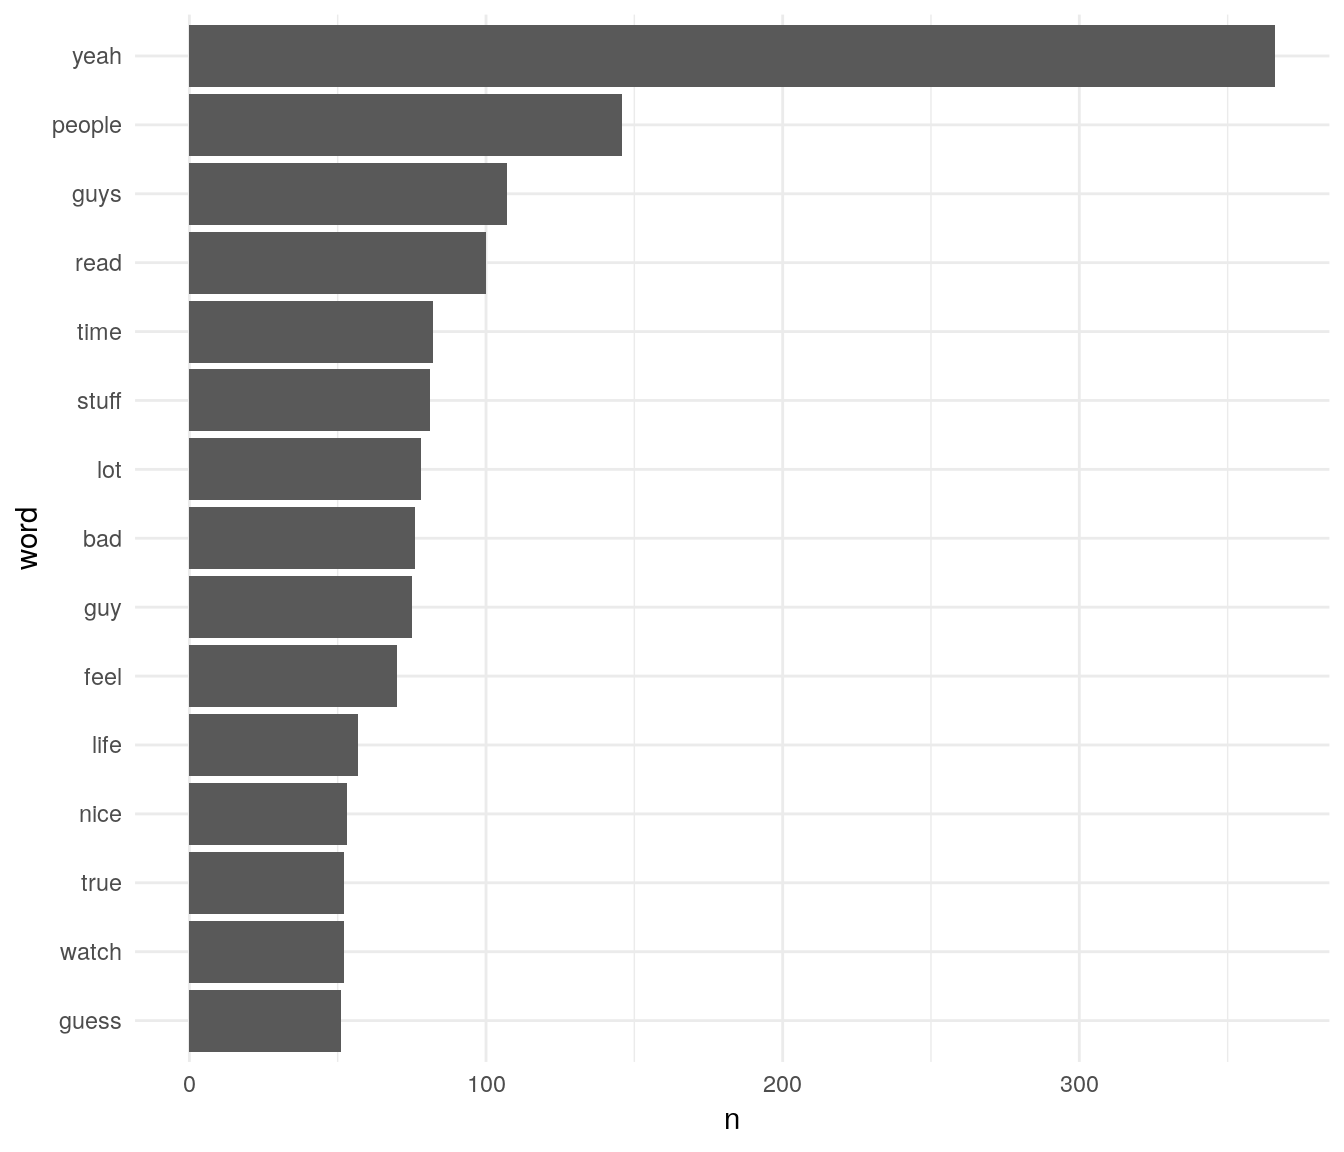 yeah
people
guys
read
time
stuff
lot
bad
guy
feel
life
nice
true
watch
guess
word
0 100 200 300
n